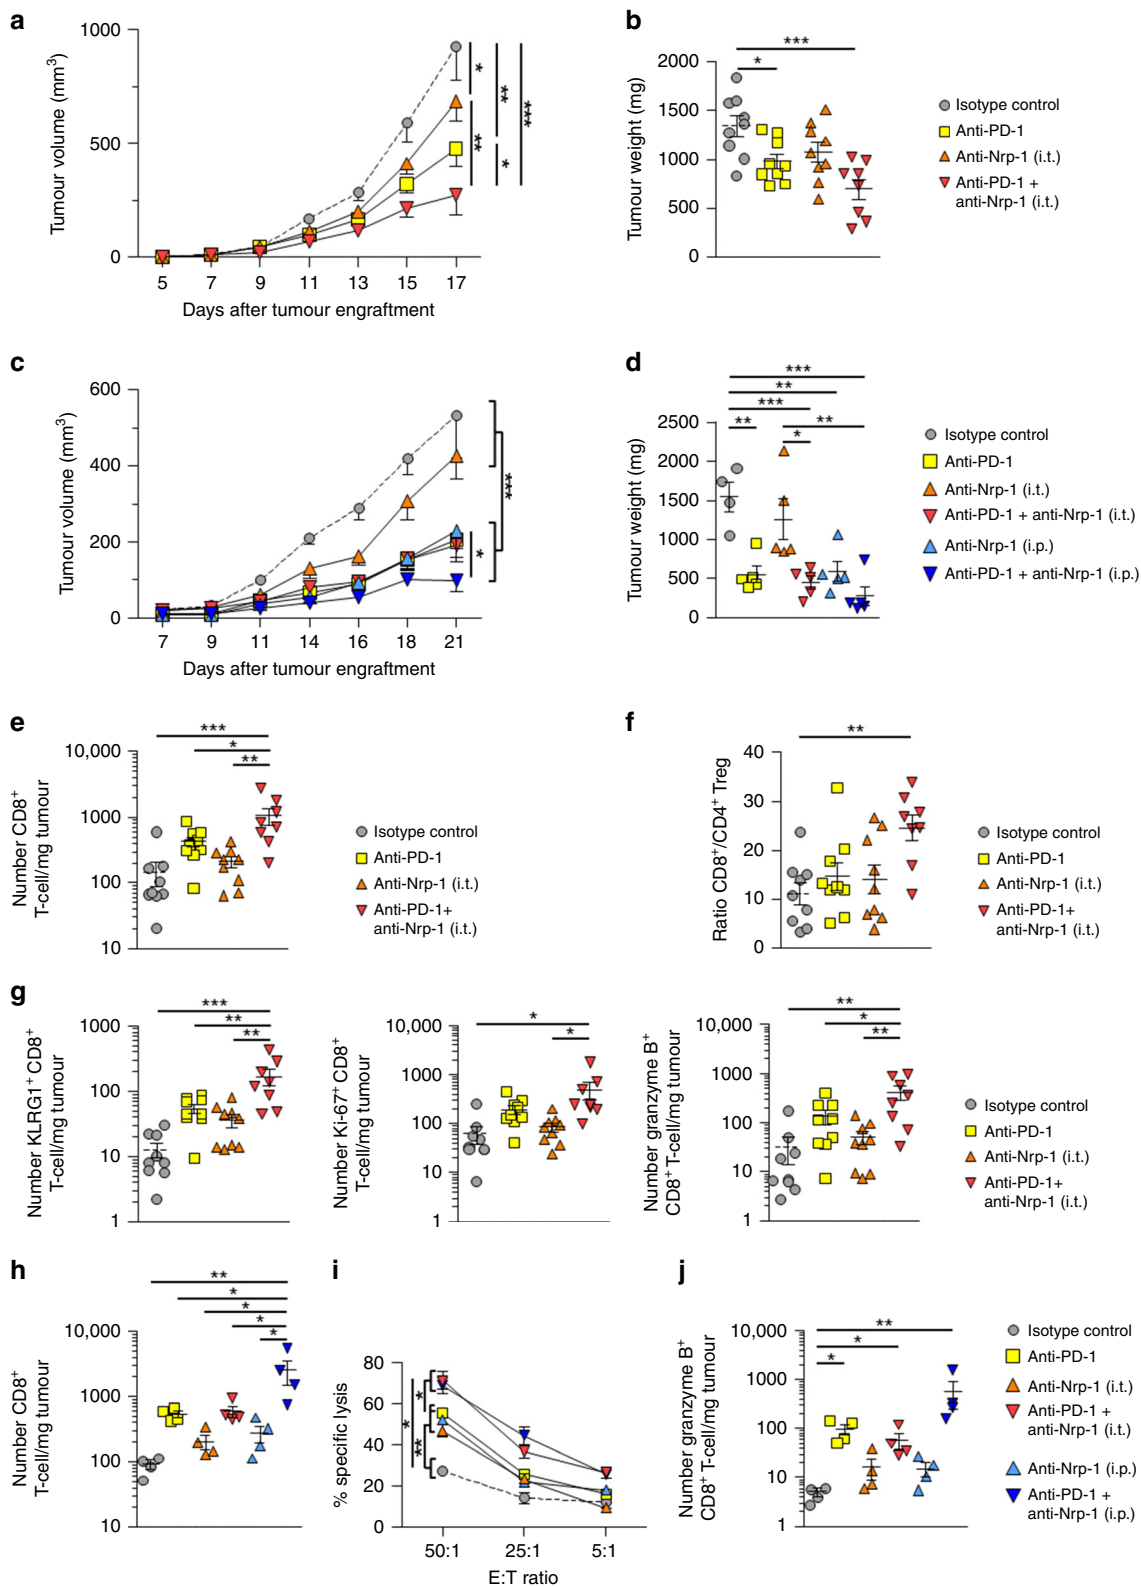 a
Tumour volume (mm³)
1000
500
0
5 7 9 11 13 15 17
Days after tumour engraftment
* ** ***
** *
b
Tumour weight (mg)
2000
1500
1000
500
0
***
*
Isotype control
Anti-PD-1
Anti-Nrp-1 (i.t.)
Anti-PD-1 +
anti-Nrp-1 (i.t.)
c
Tumour volume (mm³)
600
400
200
0
7 9 11 14 16 18 21
Days after tumour engraftment
***
*
d
Tumour weight (mg)
2500
2000
1500
1000
500
0
***
**
***
** **
*
Isotype control
Anti-PD-1
Anti-Nrp-1 (i.t.)
Anti-PD-1 + anti-Nrp-1 (i.t.)
Anti-Nrp-1 (i.p.)
Anti-PD-1 + anti-Nrp-1 (i.p.)
e
Number CD8⁺
T-cell/mg tumour
10,000
1000
100
10
***
*
**
Isotype control
Anti-PD-1
Anti-Nrp-1 (i.t.)
Anti-PD-1+
anti-Nrp-1 (i.t.)
f
Ratio CD8⁺/CD4⁺ Treg
40
30
20
10
0
**
Isotype control
Anti-PD-1
Anti-Nrp-1 (i.t.)
Anti-PD-1+
anti-Nrp-1 (i.t.)
g
Number KLRG1⁺ CD8⁺
T-cell/mg tumour
1000
100
10
1
***
**
**
Number Ki-67⁺ CD8⁺
T-cell/mg tumour
10,000
1000
100
10
1
*
*
Number granzyme B⁺
CD8⁺ T-cell/mg tumour
10,000
1000
100
10
1
**
*
**
Isotype control
Anti-PD-1
Anti-Nrp-1 (i.t.)
Anti-PD-1+
anti-Nrp-1 (i.t.)
h
Number CD8⁺
T-cell/mg tumour
10,000
1000
100
10
**
*
*
*
*
i
% specific lysis
80
60
40
20
0
50:1 25:1 5:1
E:T ratio
*
*
**
j
Number granzyme B⁺
CD8⁺ T-cell/mg tumour
10,000
1000
100
10
1
**
*
*
Isotype control
Anti-PD-1
Anti-Nrp-1 (i.t.)
Anti-PD-1 +
anti-Nrp-1 (i.t.)
Anti-Nrp-1 (i.p.)
Anti-PD-1 +
anti-Nrp-1 (i.p.)